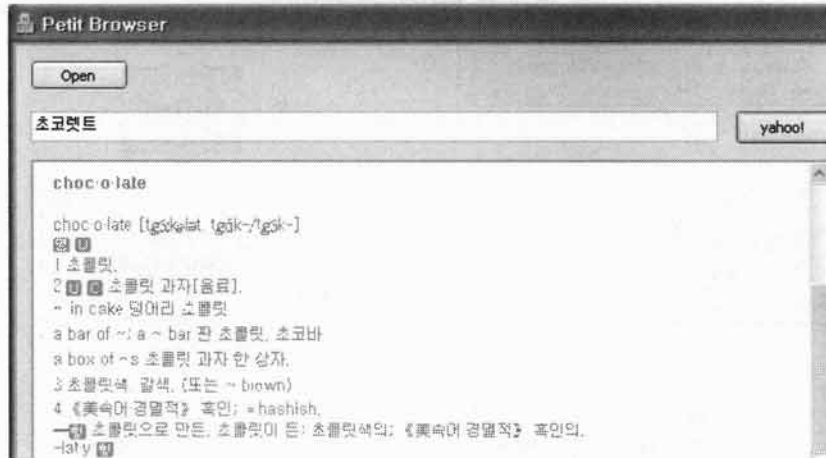 Petit Browser
Open
초코렛트
yahoo!
choc·o·late
choc·o·late
명 U
1 초콜릿.
2 U C 초콜릿 과자[음료].
~ in cake 덩어리 초콜릿
a bar of ~; a ~ bar 판 초콜릿, 초코바
a box of ~s 초콜릿 과자 한 상자.
3 초콜릿색 갈색. (또는 ~ brown)
4 《美속어·경멸적》 흑인; = hashish.
초콜릿으로 만든, 초콜릿이 든; 초콜릿색의; 《美속어·경멸적》 흑인의.
-lat·y 형